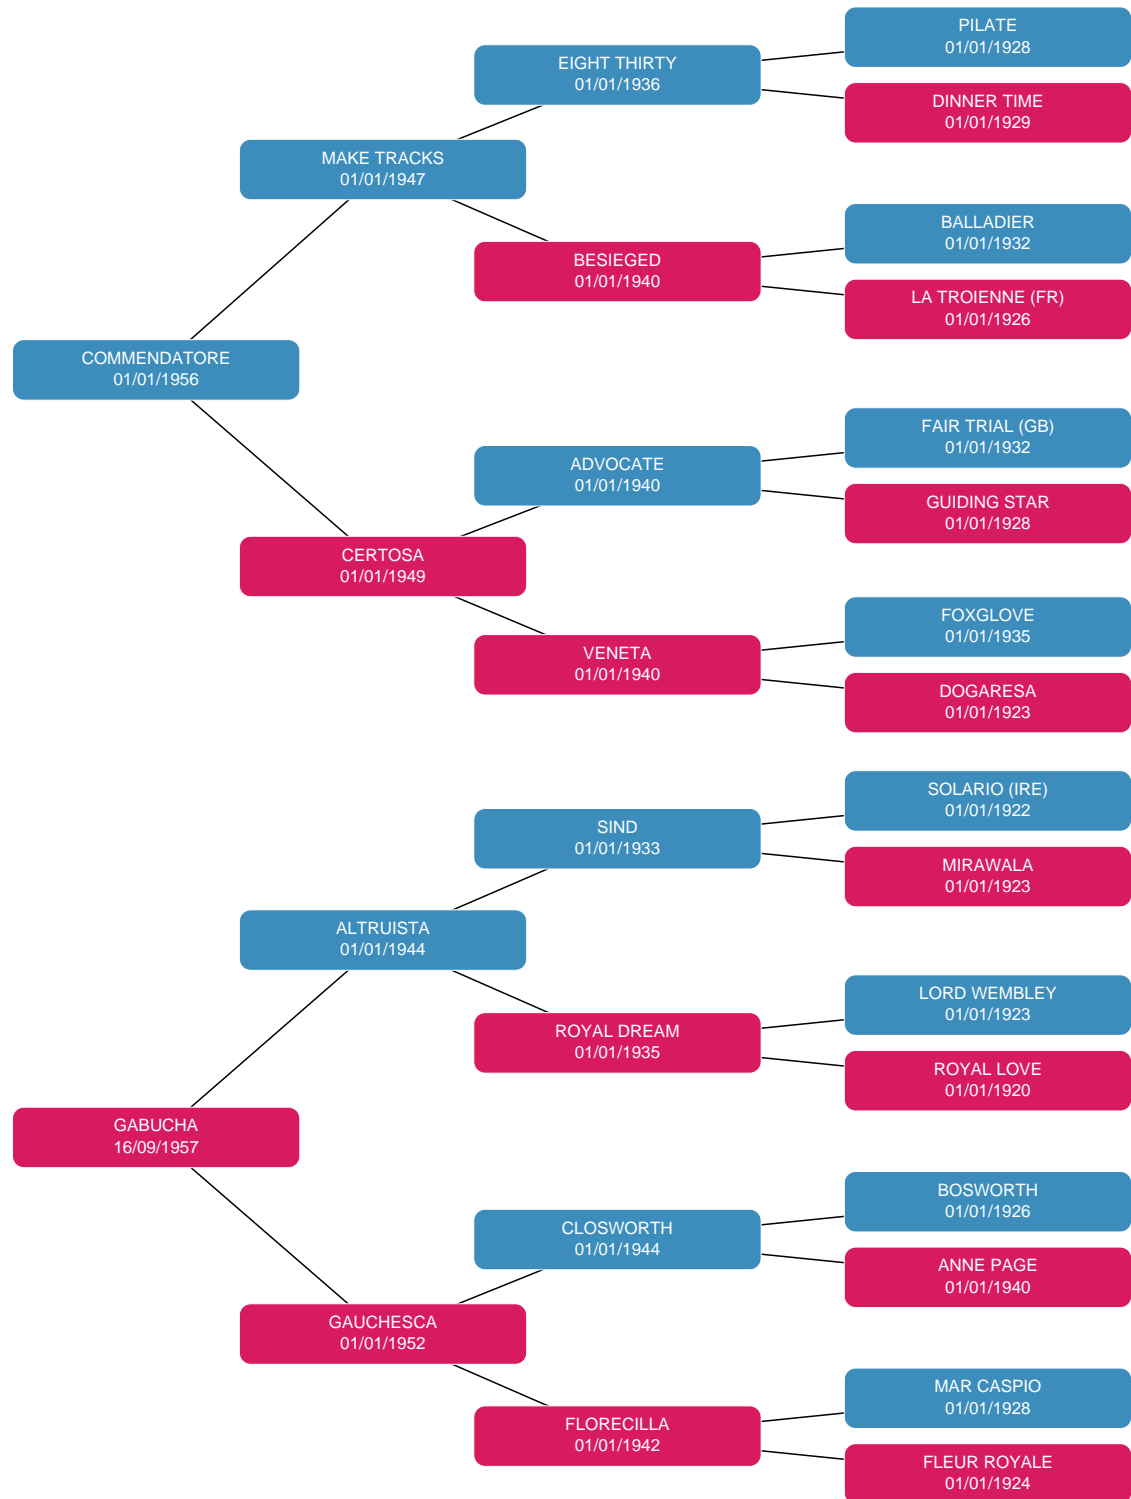 PILATE
01/01/1928
EIGHT THIRTY
01/01/1936
DINNER TIME
01/01/1929
MAKE TRACKS
01/01/1947
BALLADIER
01/01/1932
BESIEGED
01/01/1940
LA TROIENNE (FR)
01/01/1926
COMMENDATORE
01/01/1956
FAIR TRIAL (GB)
01/01/1932
ADVOCATE
01/01/1940
GUIDING STAR
01/01/1928
CERTOSA
01/01/1949
FOXGLOVE
01/01/1935
VENETA
01/01/1940
DOGARESA
01/01/1923
SOLARIO (IRE)
01/01/1922
SIND
01/01/1933
MIRAWALA
01/01/1923
ALTRUISTA
01/01/1944
LORD WEMBLEY
01/01/1923
ROYAL DREAM
01/01/1935
ROYAL LOVE
01/01/1920
GABUCHA
16/09/1957
BOSWORTH
01/01/1926
CLOSWORTH
01/01/1944
ANNE PAGE
01/01/1940
GAUCHESCA
01/01/1952
MAR CASPIO
01/01/1928
FLORECILLA
01/01/1942
FLEUR ROYALE
01/01/1924